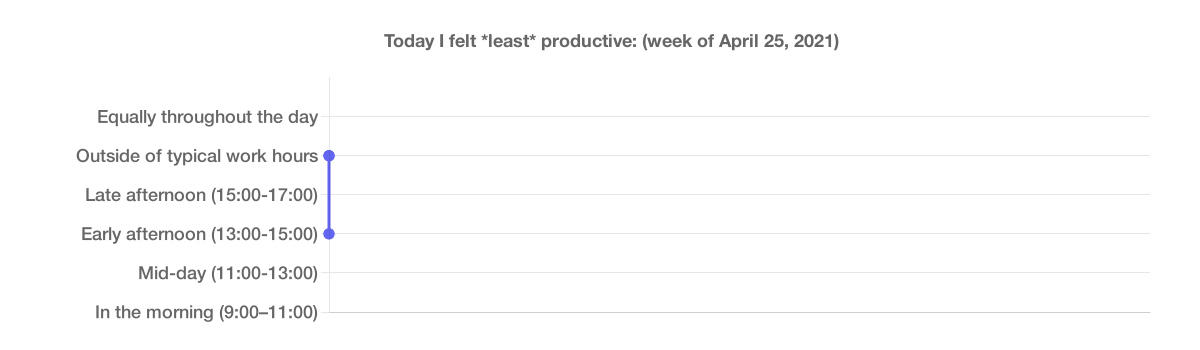 Today I felt *least* productive: (week of April 25, 2021)
Equally throughout the day
Outside of typical work hours
Late afternoon (15:00-17:00)
Early afternoon (13:00-15:00)
Mid-day (11:00-13:00)
In the morning (9:00–11:00)